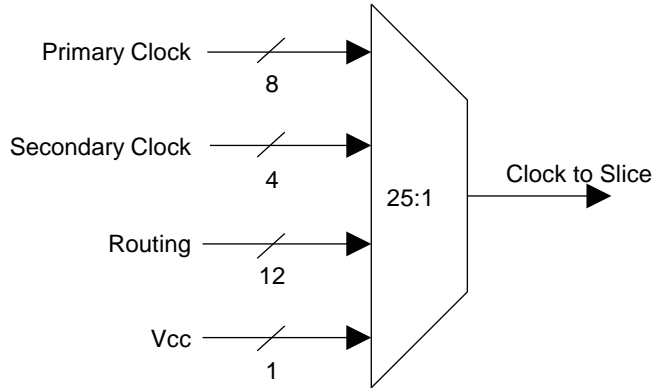 Primary Clock
8
Secondary Clock
4
25:1
Clock to Slice
Routing
12
Vcc
1